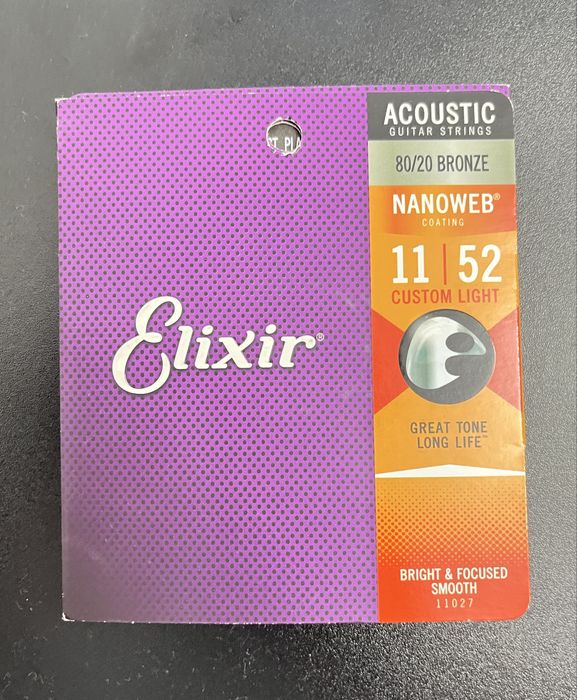 ACOUSTIC
GUITAR STRINGS
80/20 BRONZE
NANOWEB®
COATING
11 | 52
CUSTOM LIGHT
Elixir®
GREAT TONE
LONG LIFE™
BRIGHT & FOCUSED
SMOOTH
11027